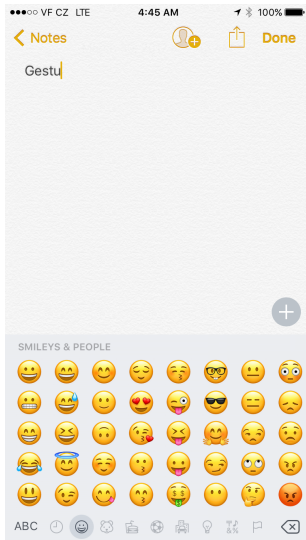 VF CZ LTE 4:45 AM 100%
Notes Done
Gestu
SMILEYS & PEOPLE
ABC